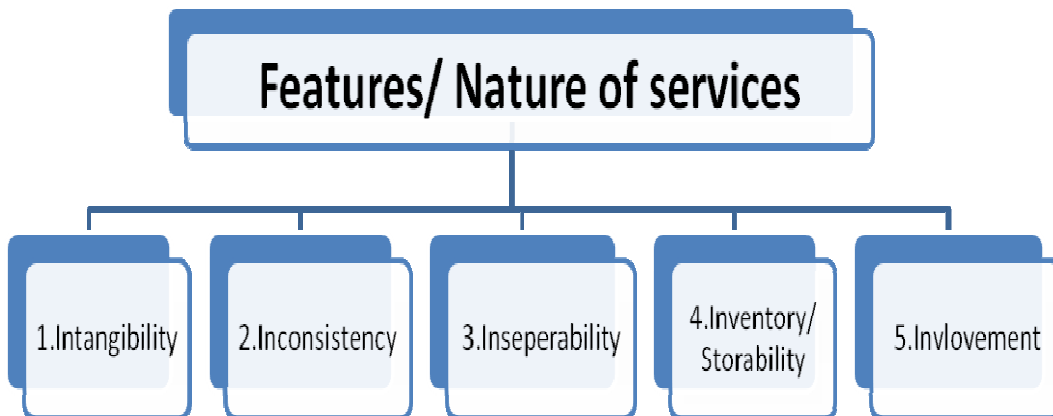 Features/ Nature of services
1.Intangibility
2.Inconsistency
3.Inseperability
4.Inventory/
Storability
5.Invlovement